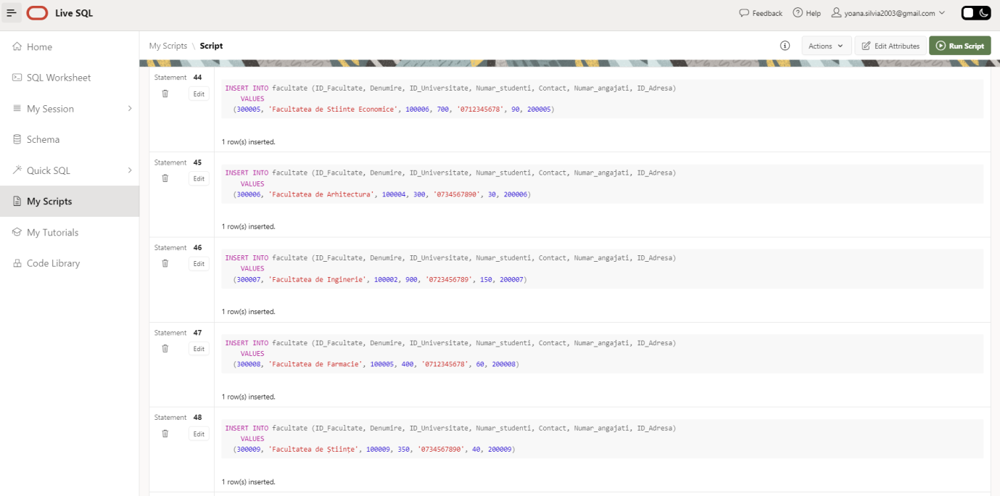 Live SQL
Feedback
Help
yoana.silvia2003@gmail.com
Home
SQL Worksheet
My Session
Schema
Quick SQL
My Scripts
My Tutorials
Code Library
My Scripts \ Script
Actions
Edit Attributes
Run Script
Statement 44
Edit
INSERT INTO facultate (ID_Facultate, Denumire, ID_Universitate, Numar_studenti, Contact, Numar_angajati, ID_Adresa)
VALUES
(300005, 'Facultatea de Stiinte Economice', 100006, 700, '0712345678', 90, 200005)
1 row(s) inserted.
Statement 45
Edit
INSERT INTO facultate (ID_Facultate, Denumire, ID_Universitate, Numar_studenti, Contact, Numar_angajati, ID_Adresa)
VALUES
(300006, 'Facultatea de Arhitectura', 100004, 300, '0734567890', 30, 200006)
1 row(s) inserted.
Statement 46
Edit
INSERT INTO facultate (ID_Facultate, Denumire, ID_Universitate, Numar_studenti, Contact, Numar_angajati, ID_Adresa)
VALUES
(300007, 'Facultatea de Inginerie', 100002, 900, '0723456789', 150, 200007)
1 row(s) inserted.
Statement 47
Edit
INSERT INTO facultate (ID_Facultate, Denumire, ID_Universitate, Numar_studenti, Contact, Numar_angajati, ID_Adresa)
VALUES
(300008, 'Facultatea de Farmacie', 100005, 400, '0712345678', 60, 200008)
1 row(s) inserted.
Statement 48
Edit
INSERT INTO facultate (ID_Facultate, Denumire, ID_Universitate, Numar_studenti, Contact, Numar_angajati, ID_Adresa)
VALUES
(300009, 'Facultatea de Științe', 100009, 350, '0734567890', 40, 200009)
1 row(s) inserted.